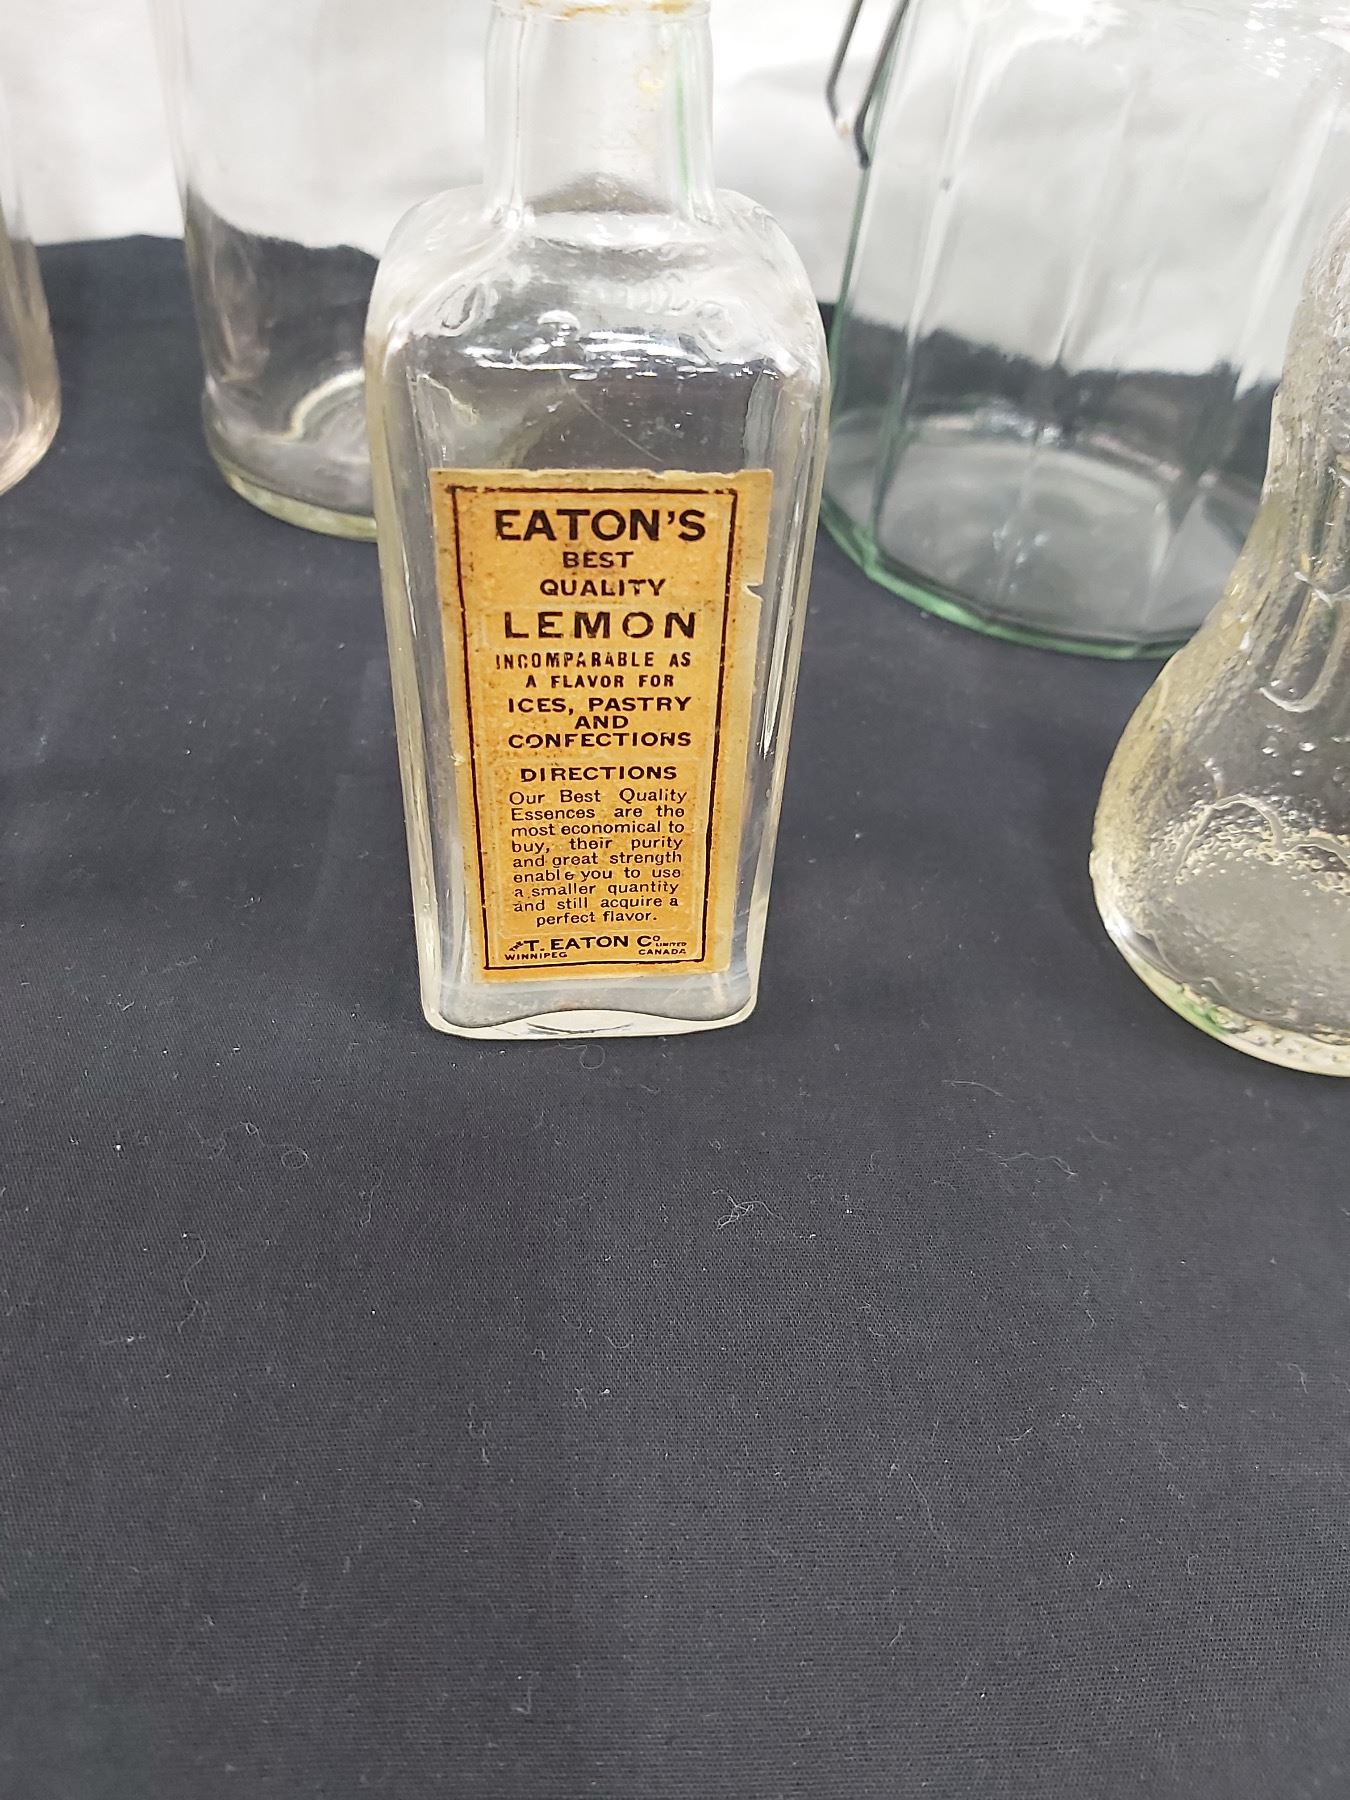 EATON'S
BEST
QUALITY
LEMON
INCOMPARABLE AS
A FLAVOR FOR
ICES, PASTRY
AND
CONFECTIONS
DIRECTIONS
Our Best Quality
Essences are the
most economical to
buy, their purity
and great strength
enable you to use
a smaller quantity
and still acquire a
perfect flavor.
THE T. EATON CO LIMITED
WINNIPEG CANADA